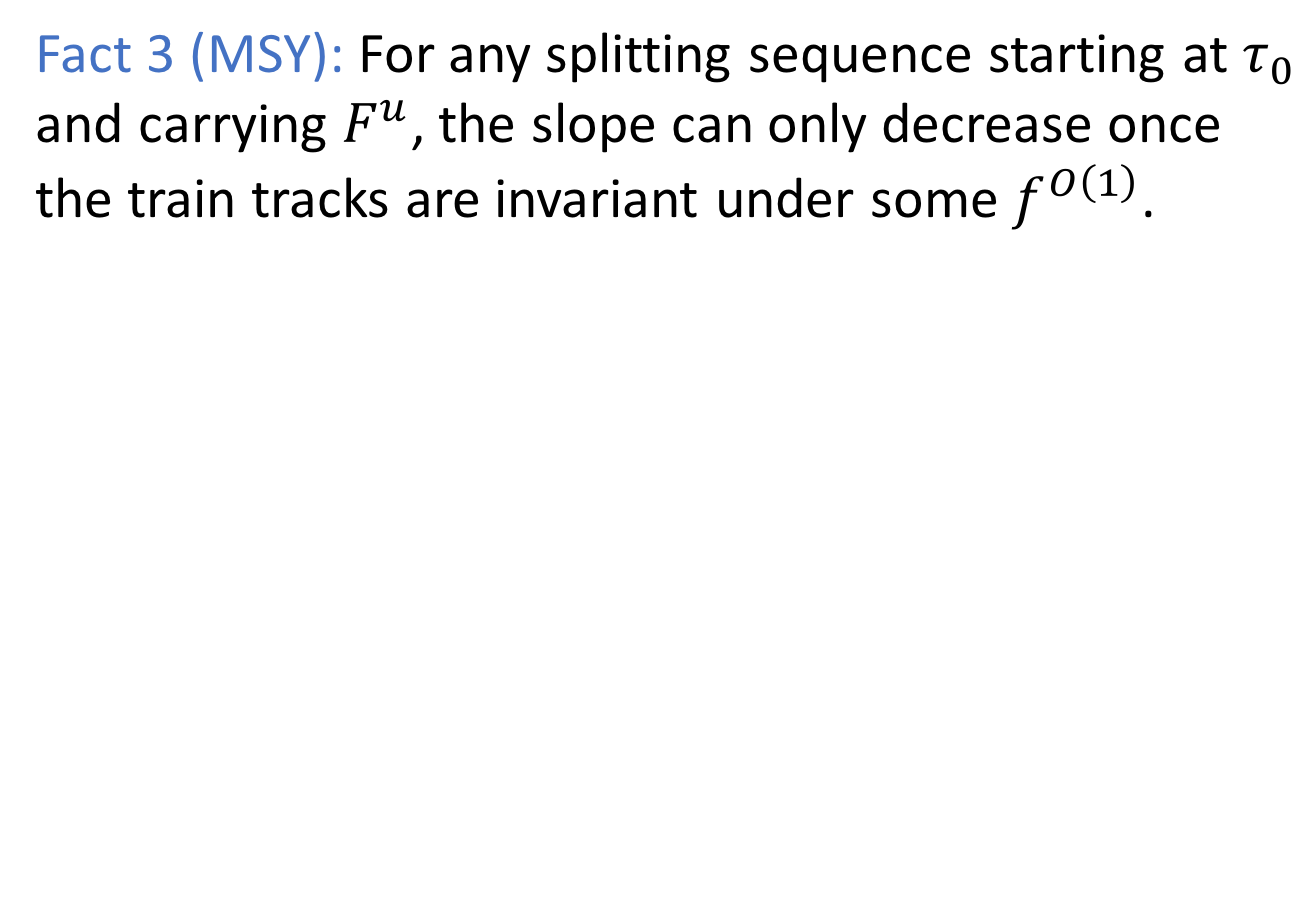 Fact 3 (MSY): For any splitting sequence starting at τ₀
and carrying 𝐹ᵘ, the slope can only decrease once
the train tracks are invariant under some 𝑓^{𝑂(1)}.